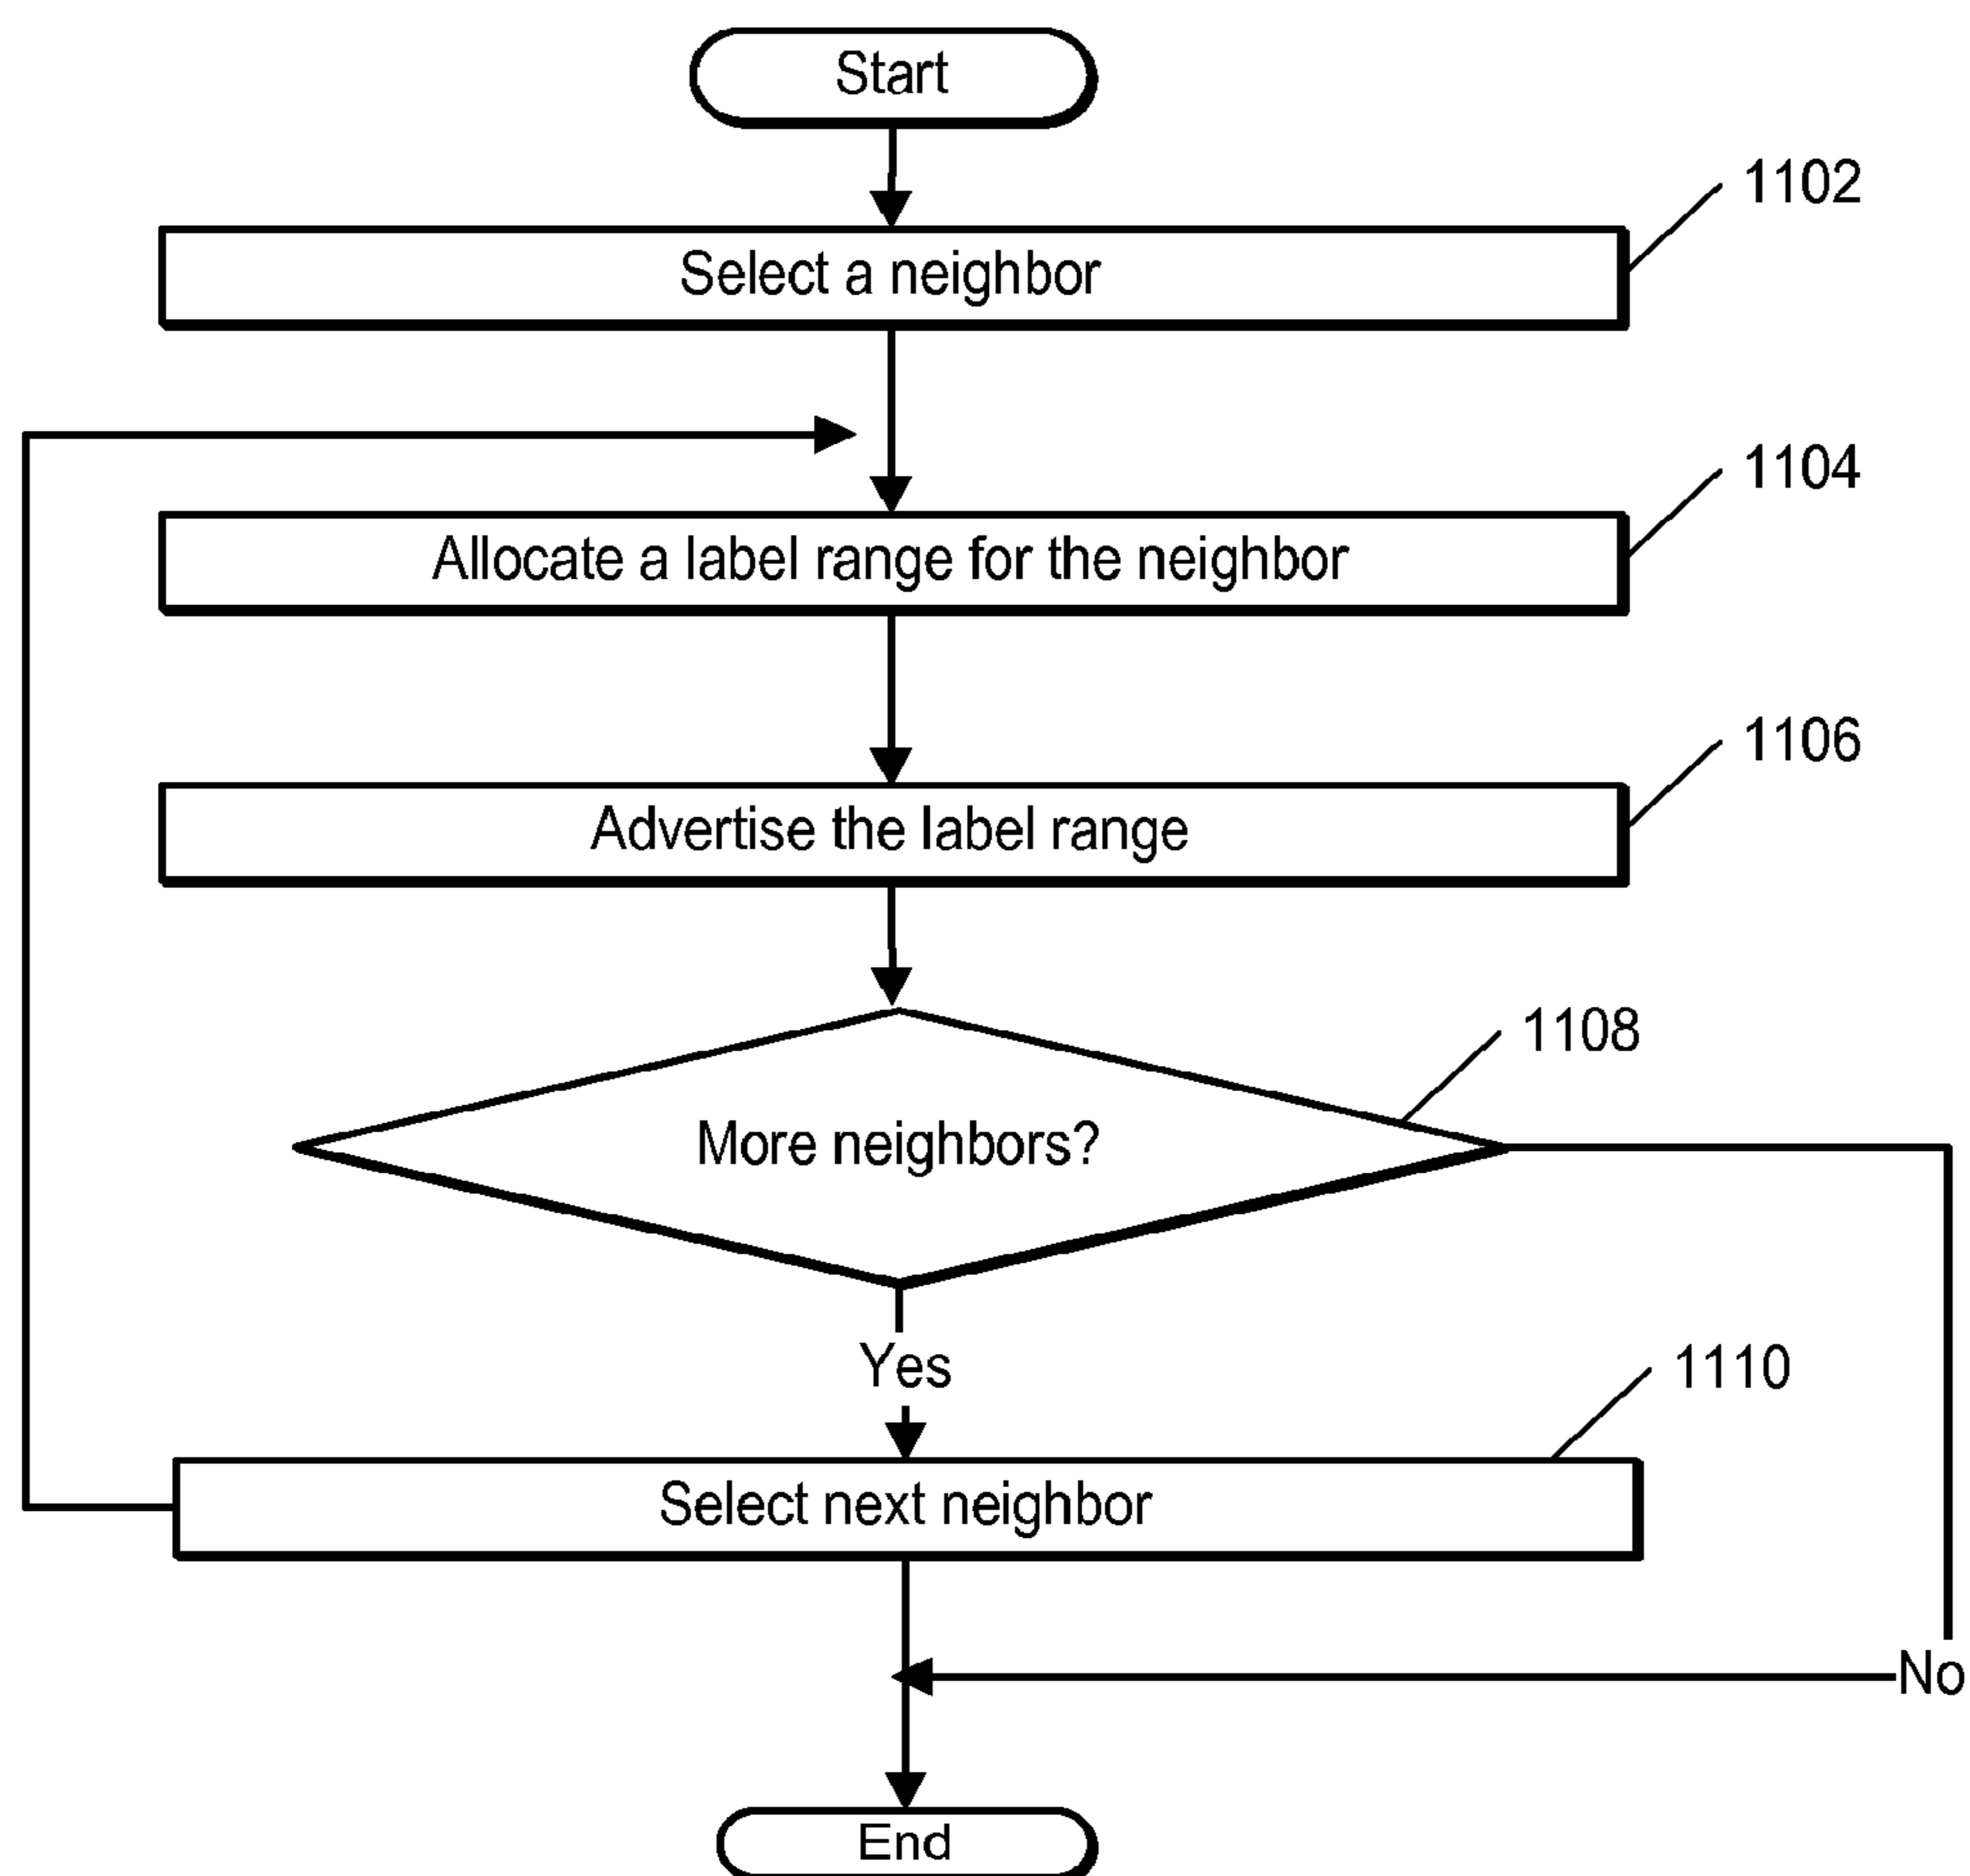 Start
1102
Select a neighbor
1104
Allocate a label range for the neighbor
1106
Advertise the label range
1108
More neighbors?
Yes
1110
Select next neighbor
No
End